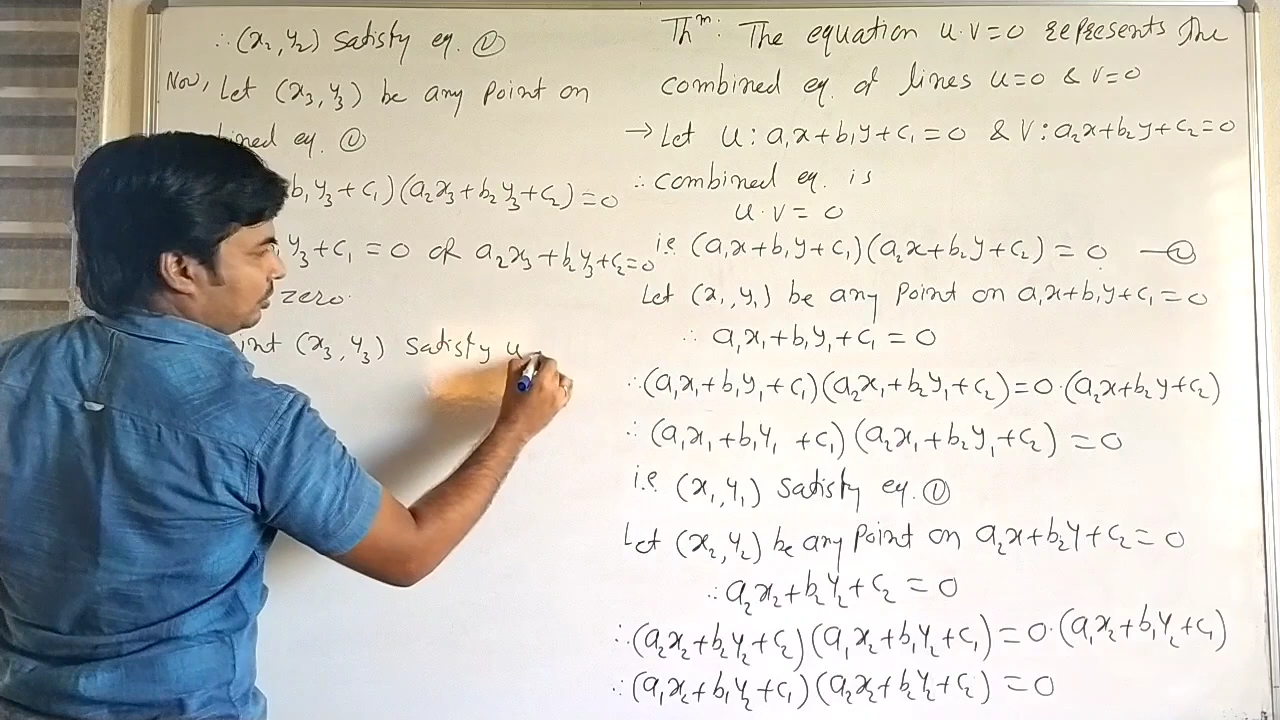 Thᵐ: The equation u·v=0 represents the
combined eq. of lines u=0 & v=0
→ Let u: a₁x+b₁y+c₁=0 & v: a₂x+b₂y+c₂=0
∴ combined eq. is
u·v = 0
i.e (a₁x+b₁y+c₁)(a₂x+b₂y+c₂) = 0 —①
Let (x₁,y₁) be any point on a₁x+b₁y+c₁=0
∴ a₁x₁+b₁y₁+c₁ = 0
∴(a₁x₁+b₁y₁+c₁)(a₂x₁+b₂y₁+c₂)=0·(a₂x+b₂y+c₂)
∴ (a₁x₁+b₁y₁ +c₁)(a₂x₁+b₂y₁+c₂) = 0
i.e. (x₁,y₁) satisfy eq. ①
Let (x₂,y₂) be any point on a₂x+b₂y+c₂=0
∴ a₂x₂+b₂y₂+c₂ = 0
∴(a₂x₂+b₂y₂+c₂)(a₁x₂+b₁y₂+c₁)=0·(a₁x₂+b₁y₂+c₁)
∴(a₁x₂+b₁y₂+c₁)(a₂x₂+b₂y₂+c₂) = 0
∴ (x₂,y₂) satisfy eq. ①
Now, Let (x₃,y₃) be any point on
ined eq. ①
b₁y₃+c₁)(a₂x₃+b₂y₃+c₂)=0
y₃+c₁=0 or a₂x₃+b₂y₃+c₂=0
zero.
int (x₃,y₃) satisfy u